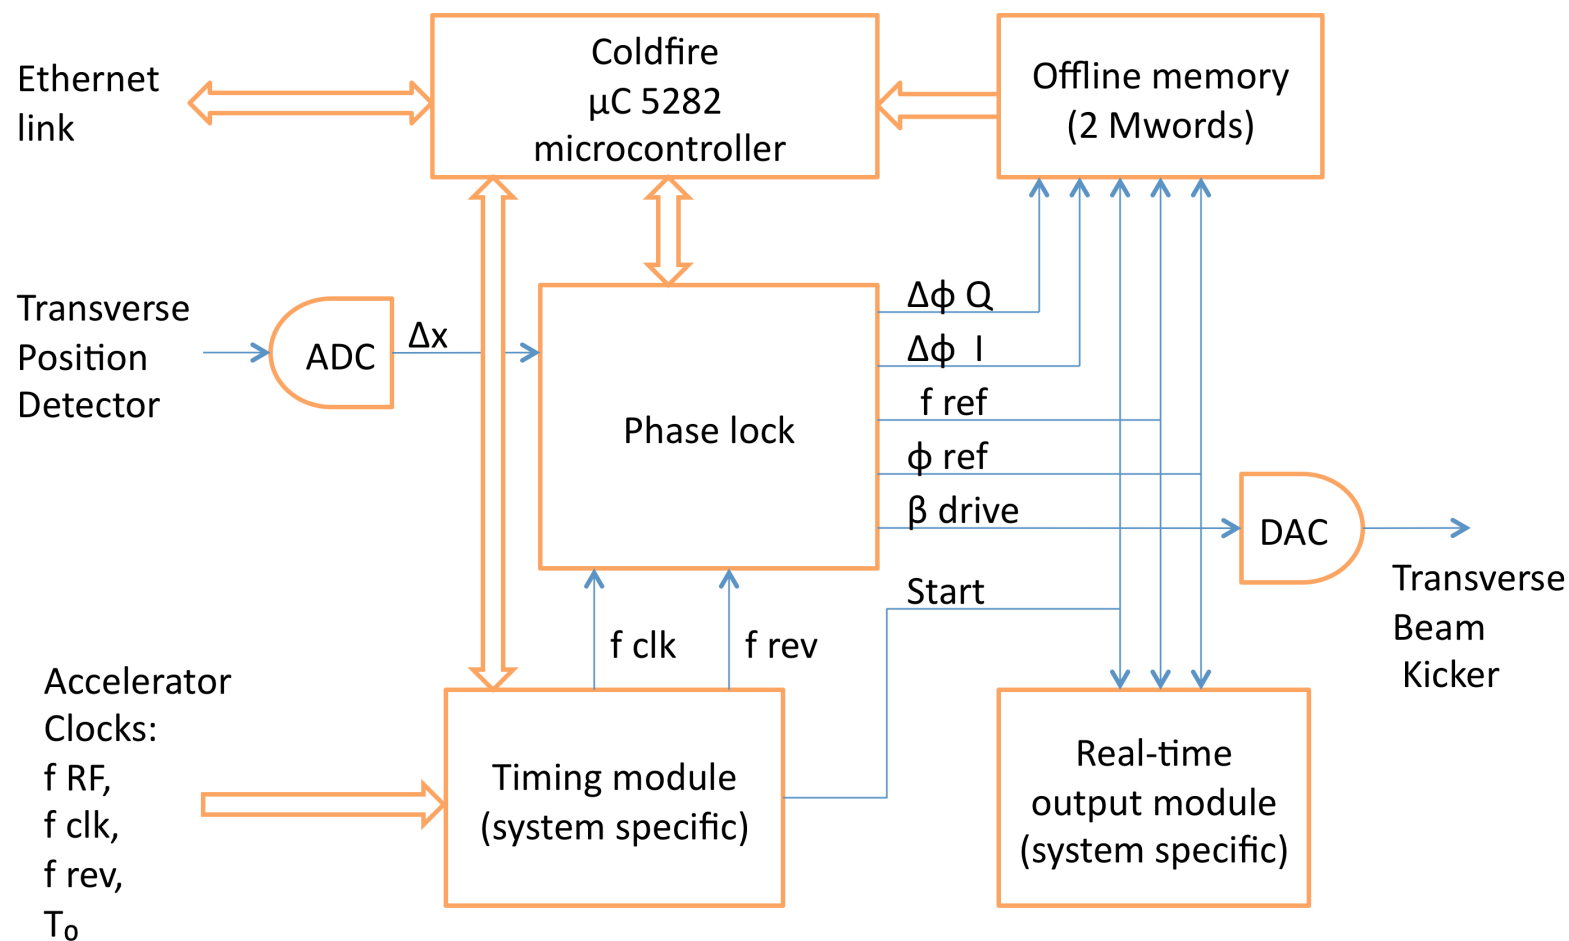 Ethernet
link
Coldfire
µC 5282
microcontroller
Offline memory
(2 Mwords)
Transverse
Position
Detector
ADC
Δx
Phase lock
Δϕ Q
Δϕ I
f ref
ϕ ref
β drive
Start
DAC
Transverse
Beam
Kicker
f clk
f rev
Accelerator
Clocks:
f RF,
f clk,
f rev,
T₀
Timing module
(system specific)
Real-time
output module
(system specific)